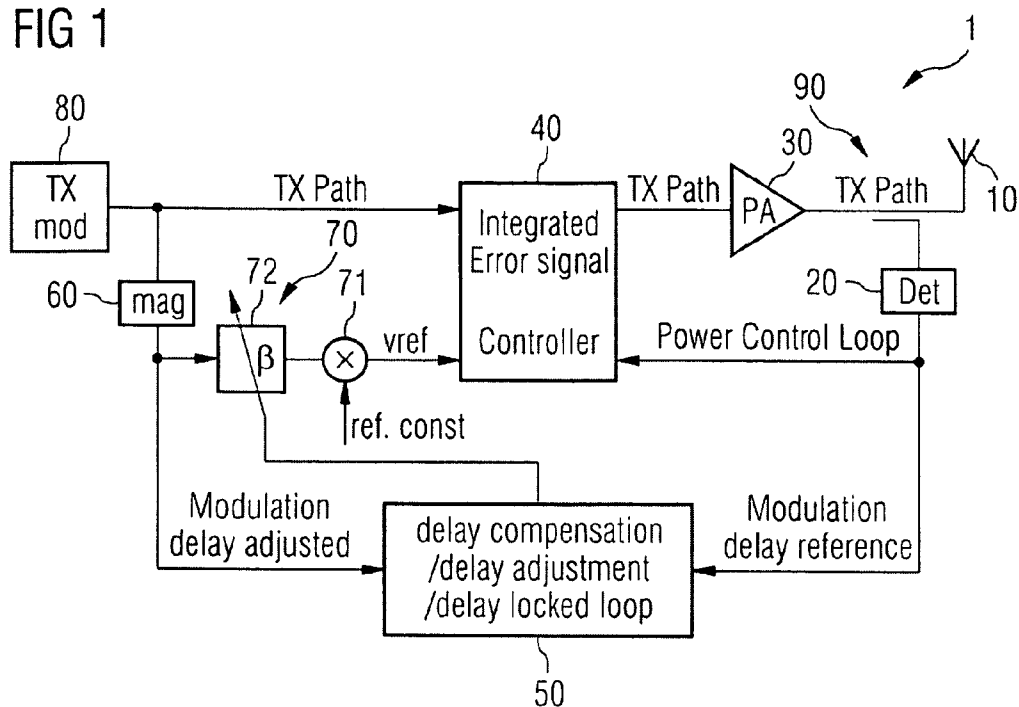 FIG 1
1
80
TX
mod
TX Path
40
Integrated
Error signal
Controller
TX Path
30
PA
90
TX Path
10
60
mag
70
72
β
71
×
vref
ref. const
20
Det
Power Control Loop
Modulation
delay adjusted
delay compensation
/delay adjustment
/delay locked loop
Modulation
delay reference
50